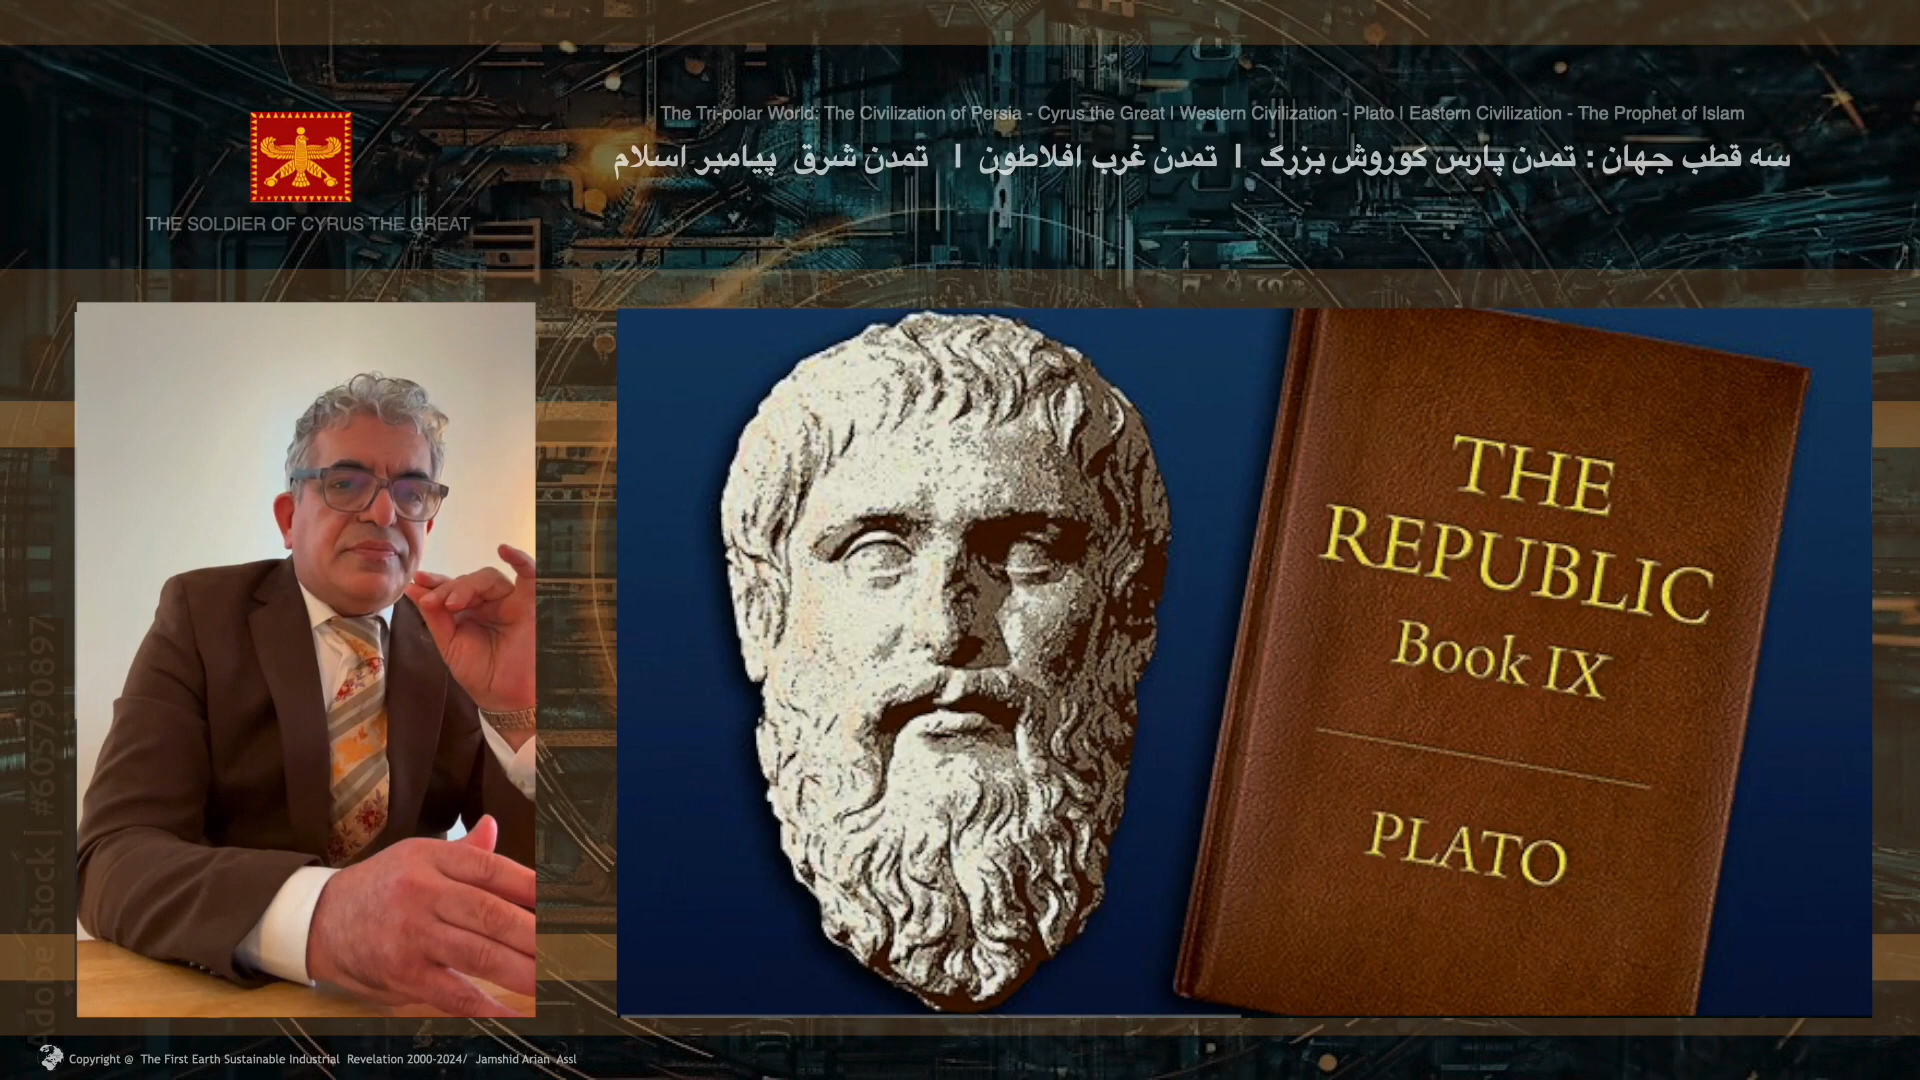 The Tri-polar World: The Civilization of Persia - Cyrus the Great | Western Civilization - Plato | Eastern Civilization - The Prophet of Islam
سه قطب جهان : تمدن پارس کوروش بزرگ | تمدن غرب افلاطون | تمدن شرق پیامبر اسلام
THE SOLDIER OF CYRUS THE GREAT
THE
REPUBLIC
Book IX
PLATO
Adobe Stock | #605790897
Copyright @ The First Earth Sustainable Industrial Revelation 2000-2024/ Jamshid Arian Assl